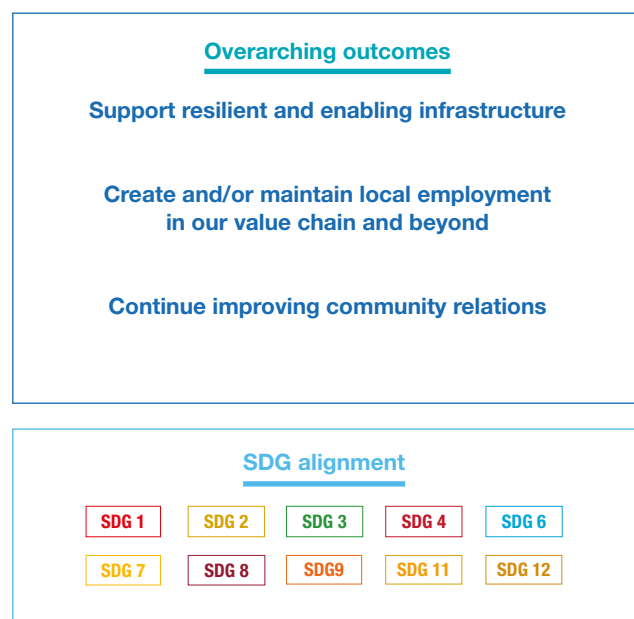 Overarching outcomes
Support resilient and enabling infrastructure
Create and/or maintain local employment
in our value chain and beyond
Continue improving community relations
SDG alignment
SDG 1 SDG 2 SDG 3 SDG 4 SDG 6
SDG 7 SDG 8 SDG9 SDG 11 SDG 12